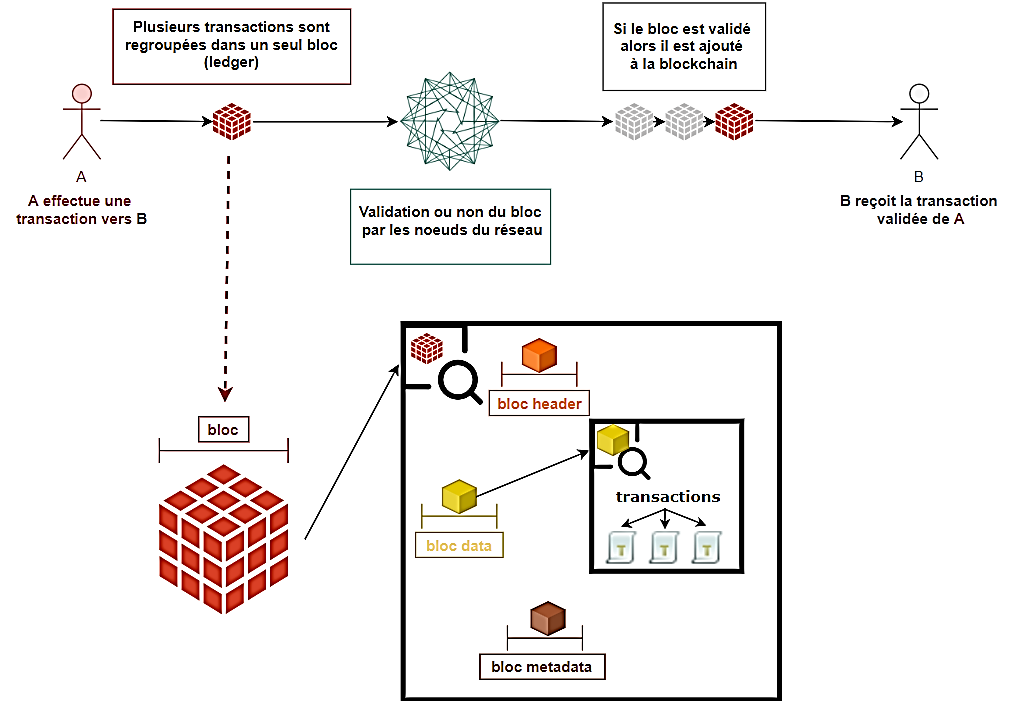 Plusieurs transactions sont
regroupées dans un seul bloc
(ledger)
Si le bloc est validé
alors il est ajouté
à la blockchain
A
A effectue une
transaction vers B
Validation ou non du bloc
par les noeuds du réseau
B
B reçoit la transaction
validée de A
bloc
bloc header
bloc data
transactions
T
T
T
bloc metadata